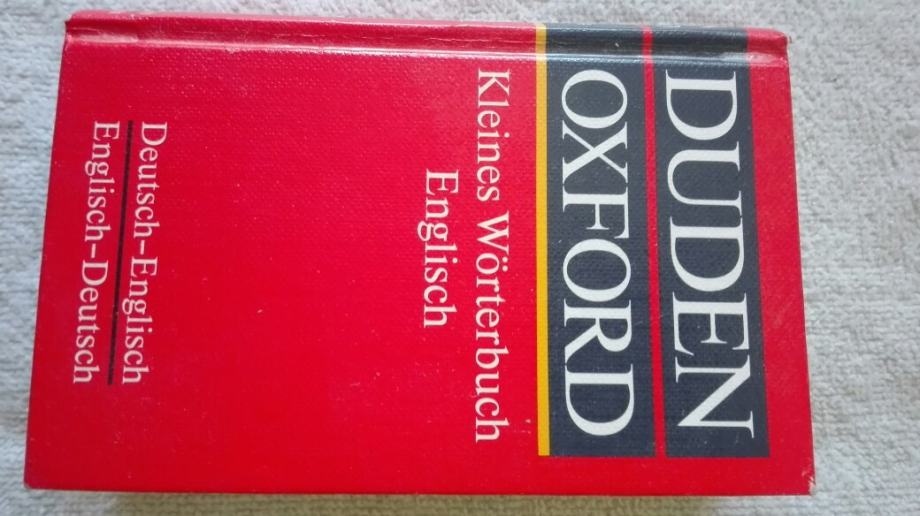 DUDEN
OXFORD
Kleines Wörterbuch
Englisch
Deutsch-Englisch
Englisch-Deutsch